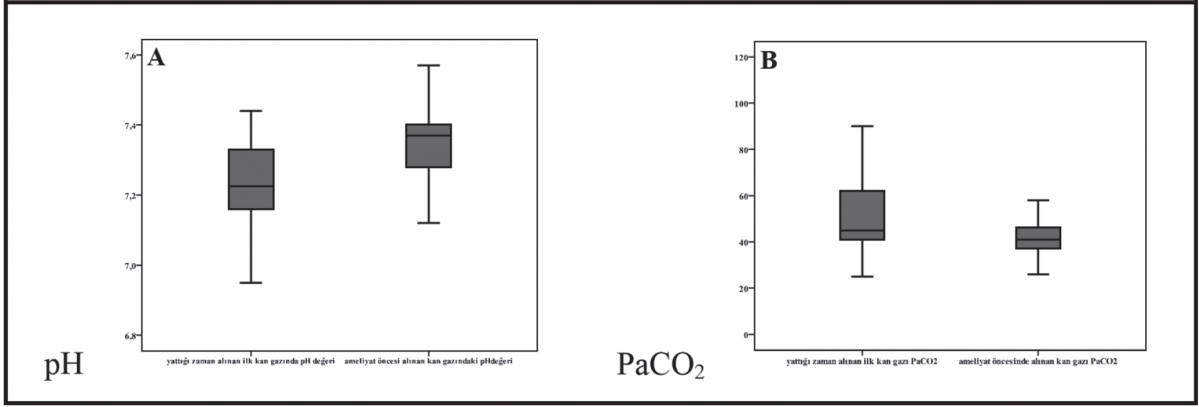 A
7,6
7,4
7,2
7,0
6,8
yattığı zaman alınan ilk kan gazında pH değeri ameliyat öncesi alınan kan gazındaki pHdeğeri
pH
B
120
100
80
60
40
20
0
yattığı zaman alınan ilk kan gazı PaCO2 ameliyat öncesinde alınan kan gazı PaCO2
PaCO₂